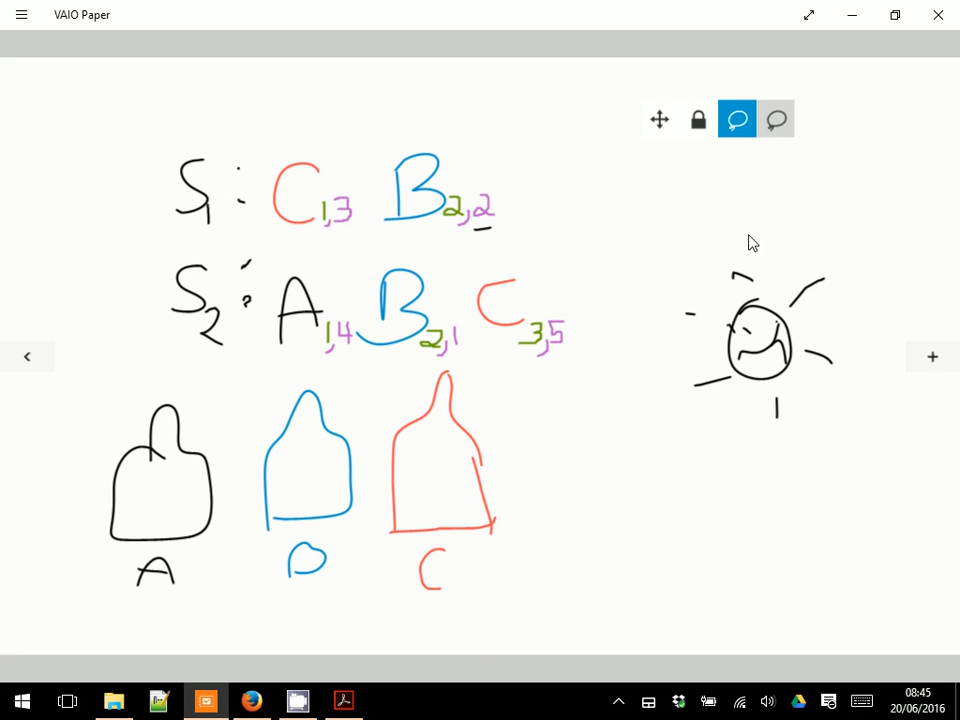 VAIO Paper
S1: C1,3 B2,2
S2: A1,4 B2,1 C3,5
A B C
08:45
20/06/2016